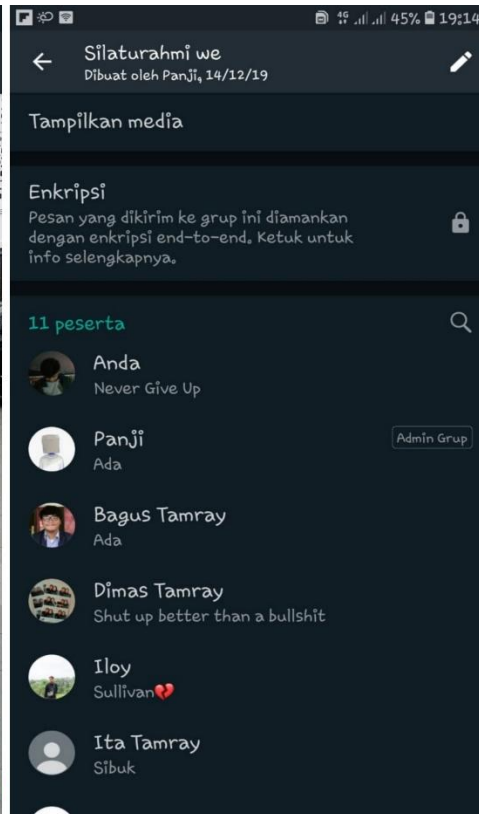 45% 19:14
Silaturahmi we
Dibuat oleh Panji, 14/12/19
Tampilkan media
Enkripsi
Pesan yang dikirim ke grup ini diamankan
dengan enkripsi end-to-end. Ketuk untuk
info selengkapnya.
11 peserta
Anda
Never Give Up
Panji
Admin Grup
Ada
Bagus Tamray
Ada
Dimas Tamray
Shut up better than a bullshit
Iloy
Sullivan💔
Ita Tamray
Sibuk